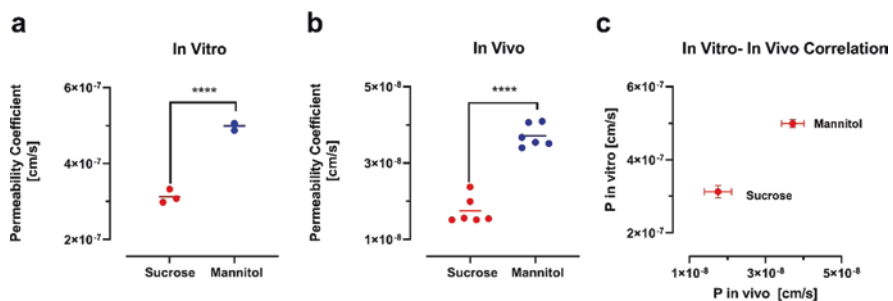 a
In Vitro
Permeability Coefficient
[cm/s]
6×10⁻⁷
4×10⁻⁷
2×10⁻⁷
****
Sucrose
Mannitol
b
In Vivo
Permeability Coefficient
[cm/s]
5×10⁻⁸
3×10⁻⁸
1×10⁻⁸
****
Sucrose
Mannitol
c
In Vitro- In Vivo Correlation
P in vitro [cm/s]
6×10⁻⁷
4×10⁻⁷
2×10⁻⁷
Mannitol
Sucrose
1×10⁻⁸
3×10⁻⁸
5×10⁻⁸
P in vivo [cm/s]